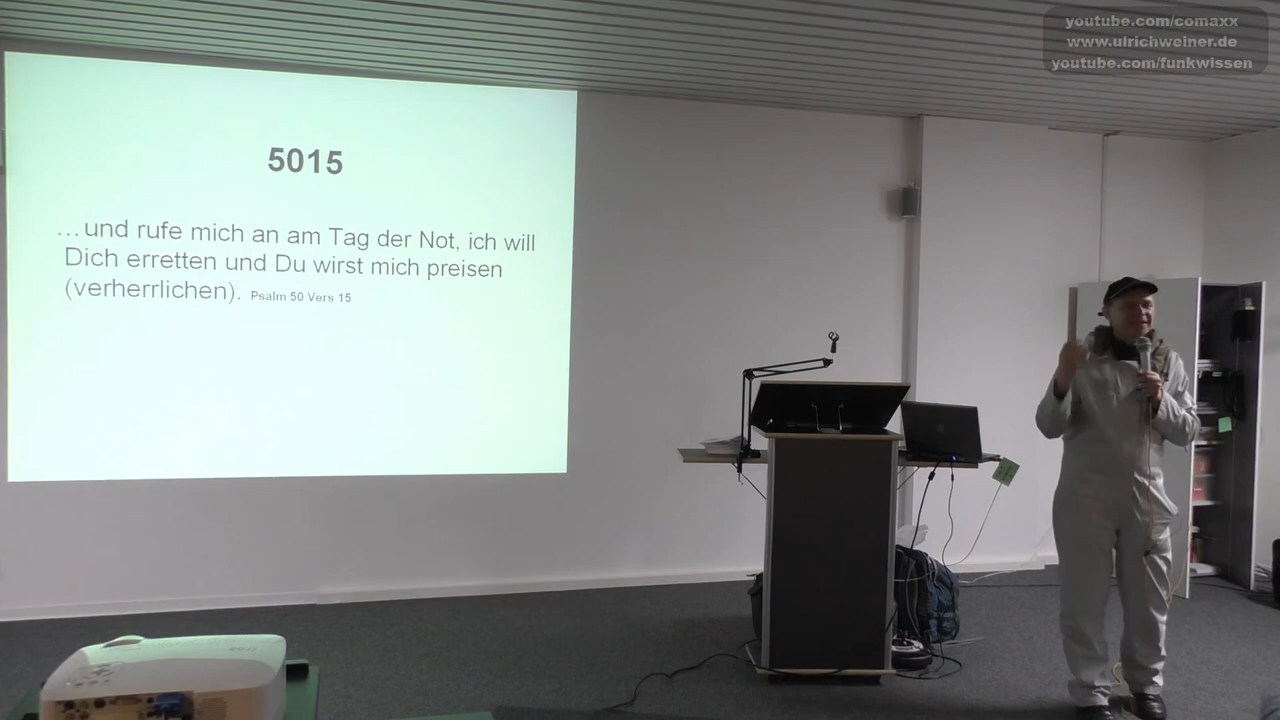 youtube.com/comaxx
www.ulrichweiner.de
youtube.com/funkwissen
5015
...und rufe mich an am Tag der Not, ich will
Dich erretten und Du wirst mich preisen
(verherrlichen). Psalm 50 Vers 15